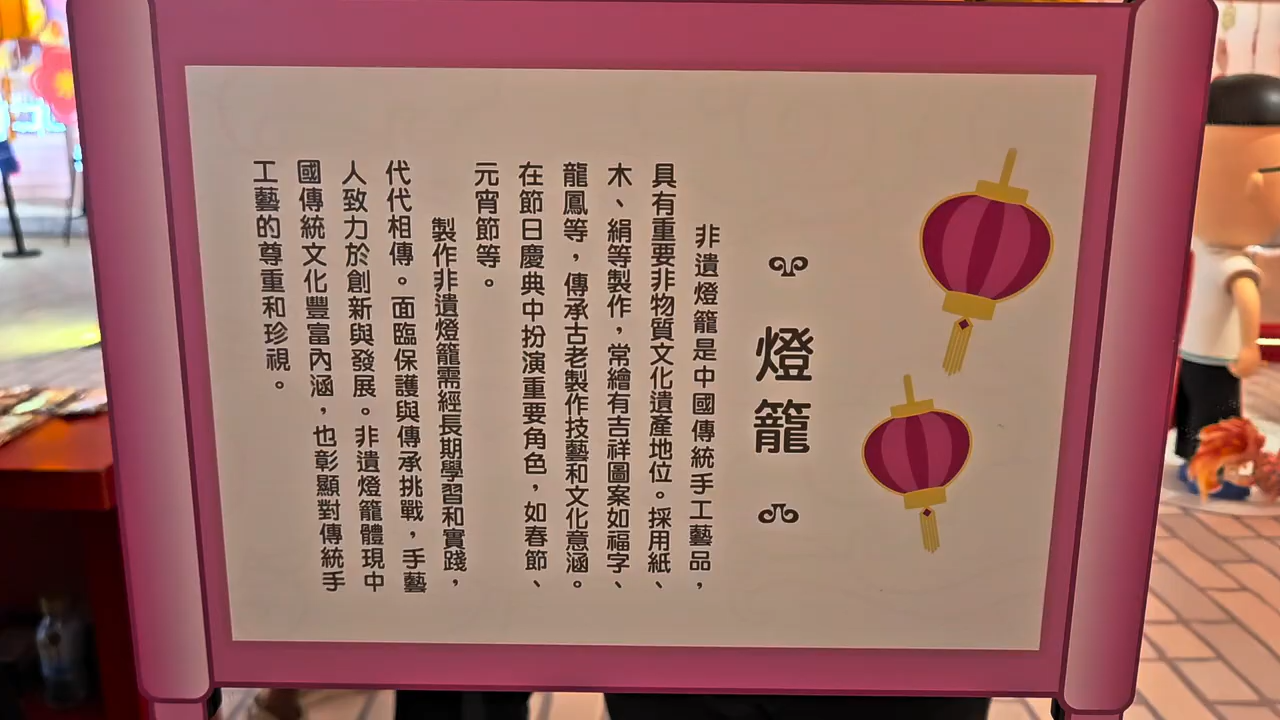 燈籠
非遺燈籠是中國傳統手工藝品，
具有重要非物質文化遺產地位。採用紙、
木、絹等製作，常繪有吉祥圖案如福字、
龍鳳等，傳承古老製作技藝和文化意涵。
在節日慶典中扮演重要角色，如春節、
元宵節等。
製作非遺燈籠需經長期學習和實踐，
代代相傳。面臨保護與傳承挑戰，手藝
人致力於創新與發展。非遺燈籠體現中
國傳統文化豐富內涵，也彰顯對傳統手
工藝的尊重和珍視。